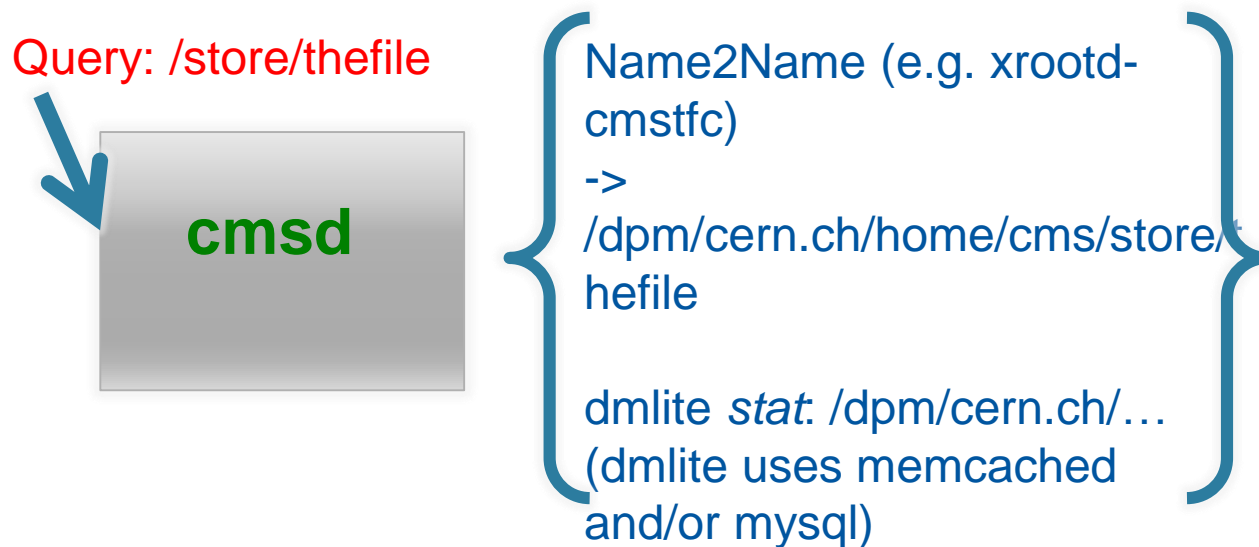 Query: /store/thefile
cmsd
Name2Name (e.g. xrootd-
cmstfc)
->
/dpm/cern.ch/home/cms/store/t
hefile
dmlite stat: /dpm/cern.ch/…
(dmlite uses memcached
and/or mysql)